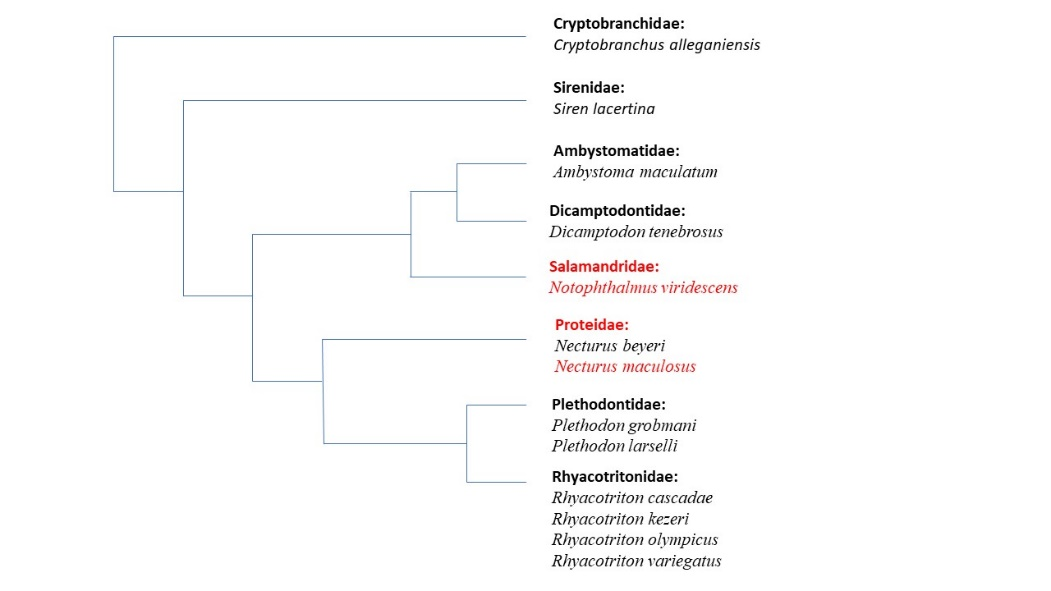 Cryptobranchidae:
Cryptobranchus alleganiensis
Sirenidae:
Siren lacertina
Ambystomatidae:
Ambystoma maculatum
Dicamptodontidae:
Dicamptodon tenebrosus
Salamandridae:
Notophthalmus viridescens
Proteidae:
Necturus beyeri
Necturus maculosus
Plethodontidae:
Plethodon grobmani
Plethodon larselli
Rhyacotritonidae:
Rhyacotriton cascadae
Rhyacotriton kezeri
Rhyacotriton olympicus
Rhyacotriton variegatus